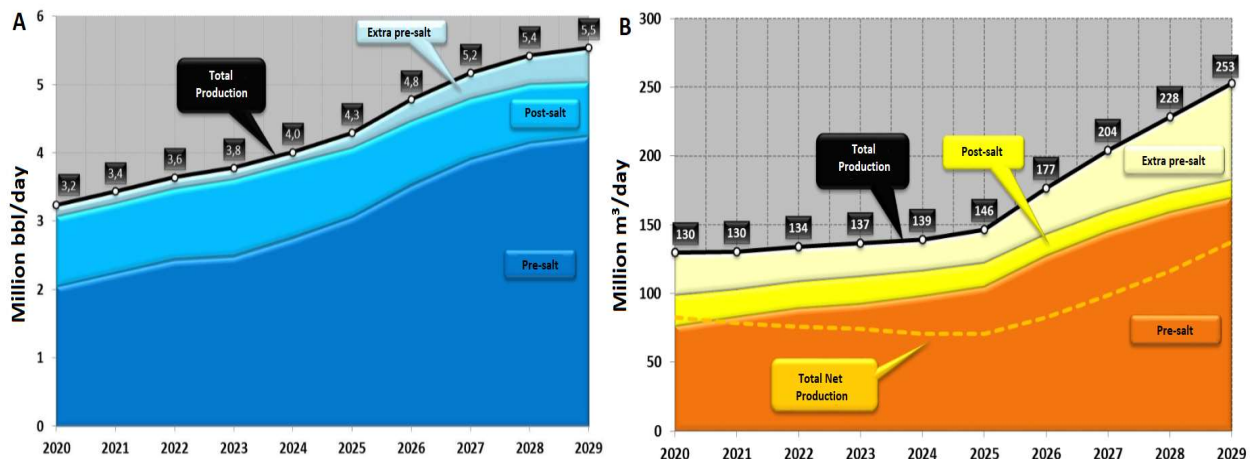 A
Million bbl/day
6
5
4
3
2
1
0
2020 2021 2022 2023 2024 2025 2026 2027 2028 2029
3,2 3,4 3,6 3,8 4,0 4,3 4,8 5,2 5,4 5,5
Extra pre-salt
Total
Production
Post-salt
Pre-salt
B
Million m³/day
300
250
200
150
100
50
0
2020 2021 2022 2023 2024 2025 2026 2027 2028 2029
130 130 134 137 139 146 177 204 228 253
Total
Production
Post-salt
Extra pre-salt
Pre-salt
Total Net
Production